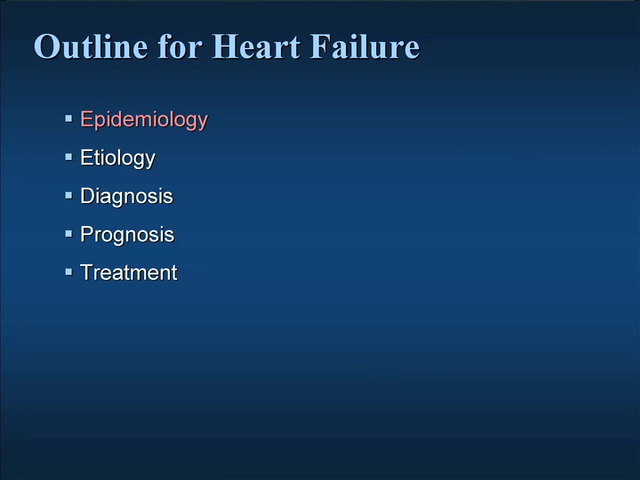 Outline for Heart Failure
▪ Epidemiology
▪ Etiology
▪ Diagnosis
▪ Prognosis
▪ Treatment